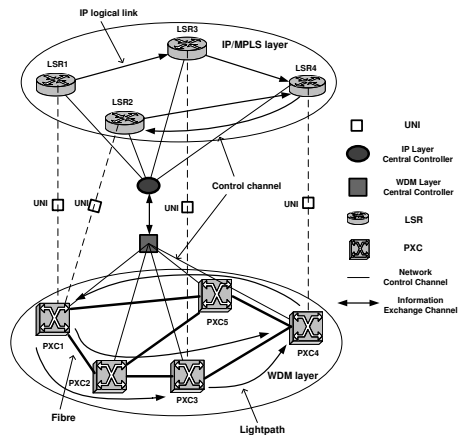 IP logical link
LSR3
IP/MPLS layer
LSR1
LSR4
LSR2
UNI
IP Layer
Central Controller
Control channel
WDM Layer
Central Controller
UNI
UNI
UNI
UNI
LSR
PXC
Network
Control Channel
Information
Exchange Channel
PXC5
PXC1
PXC4
PXC2
PXC3
WDM layer
Fibre
Lightpath